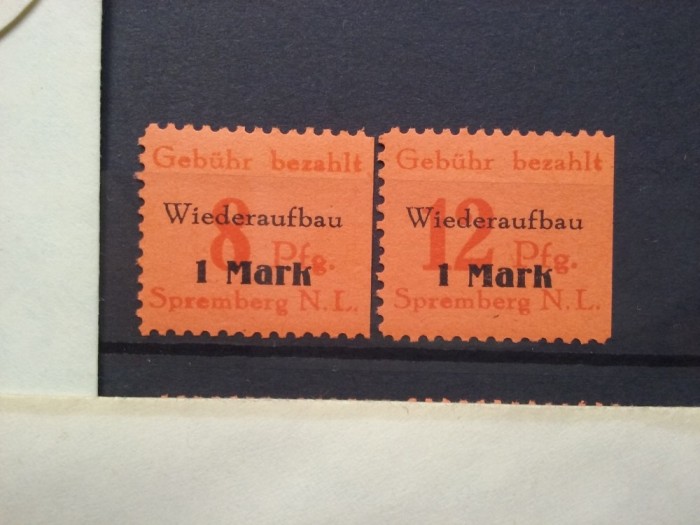 Gebühr bezahlt
Wiederaufbau
8 Pfg.
1 Mark
Spremberg N.L.
Gebühr bezahlt
Wiederaufbau
12 Pfg.
1 Mark
Spremberg N.L.